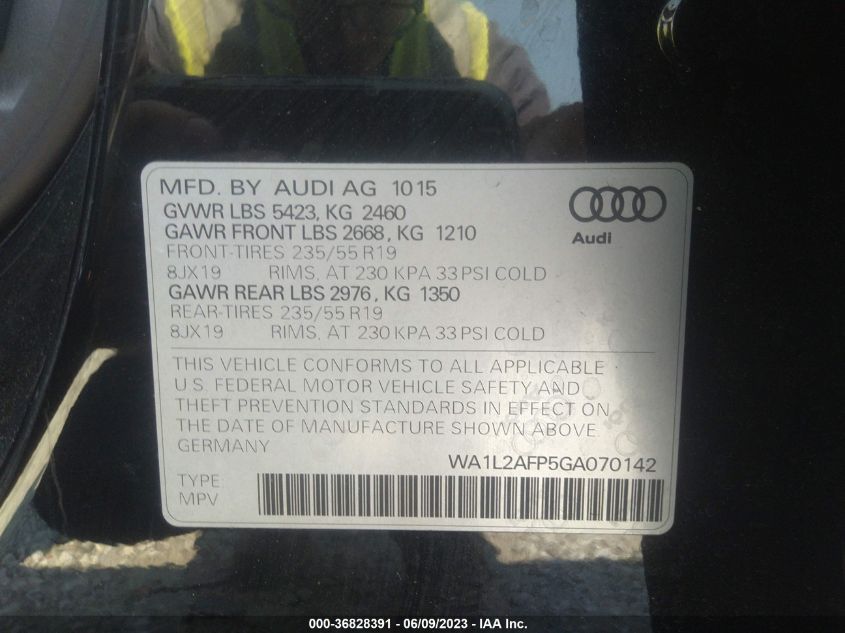 MFD. BY AUDI AG 1015
GVWR LBS 5423, KG 2460
GAWR FRONT LBS 2668, KG 1210
FRONT-TIRES 235/55 R19
8JX19 RIMS, AT 230 KPA 33 PSI COLD
GAWR REAR LBS 2976, KG 1350
REAR-TIRES 235/55 R19
8JX19 RIMS, AT 230 KPA 33 PSI COLD
Audi
THIS VEHICLE CONFORMS TO ALL APPLICABLE
U.S. FEDERAL MOTOR VEHICLE SAFETY AND
THEFT PREVENTION STANDARDS IN EFFECT ON
THE DATE OF MANUFACTURE SHOWN ABOVE.
GERMANY
WA1L2AFP5GA070142
TYPE
MPV
000-36828391 - 06/09/2023 - IAA Inc.